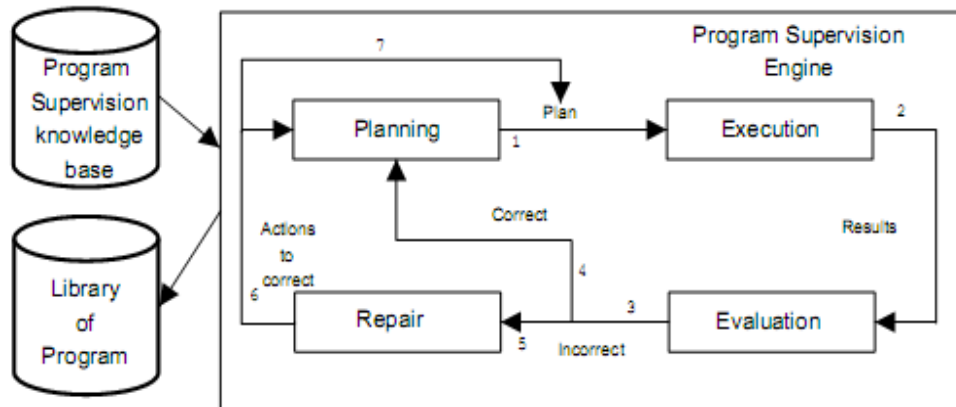 Program
Supervision
knowledge
base
Library
of
Program
Program Supervision
Engine
7
Planning
1
Plan
Execution
2
Correct
4
Results
Actions
to
correct
6
Repair
5
Incorrect
3
Evaluation